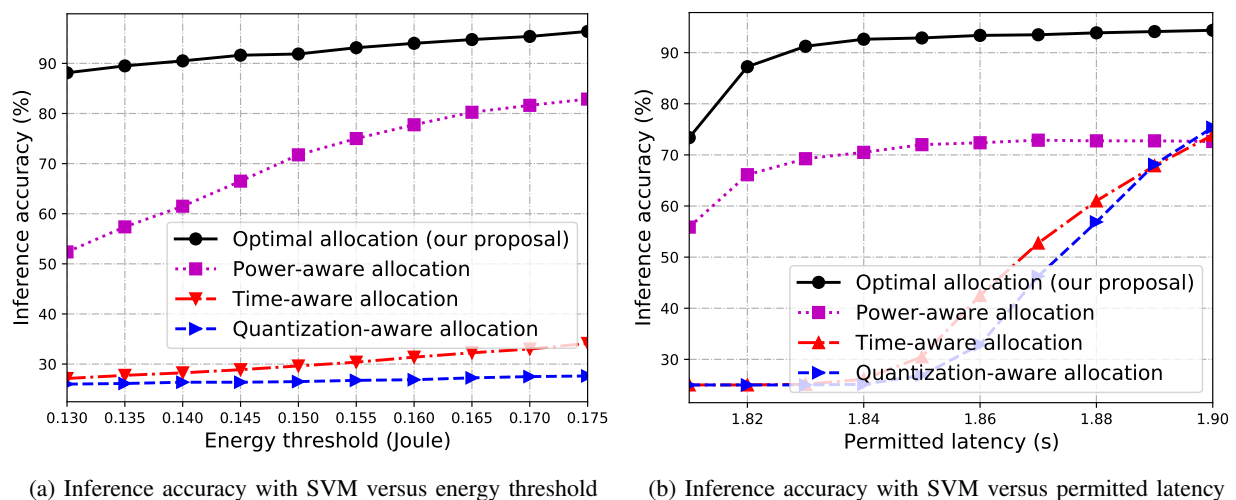 90
80
70
60
50
40
30
Inference accuracy (%)
Optimal allocation (our proposal)
Power-aware allocation
Time-aware allocation
Quantization-aware allocation
0.130 0.135 0.140 0.145 0.150 0.155 0.160 0.165 0.170 0.175
Energy threshold (Joule)
(a) Inference accuracy with SVM versus energy threshold
90
80
70
60
50
40
30
Inference accuracy (%)
Optimal allocation (our proposal)
Power-aware allocation
Time-aware allocation
Quantization-aware allocation
1.82 1.84 1.86 1.88 1.90
Permitted latency (s)
(b) Inference accuracy with SVM versus permitted latency